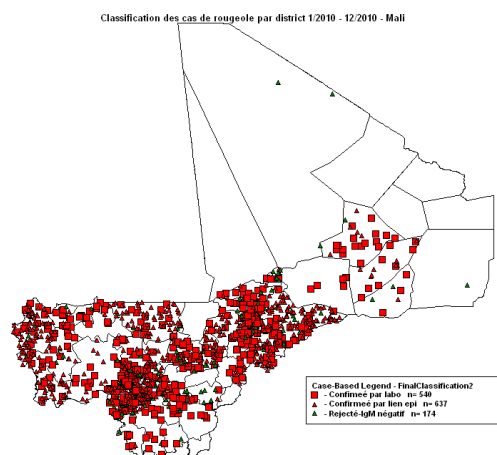 Classification des cas de rougeole par district 1/2010 - 12/2010 - Mali
Case-Based Legend - FinalClassification2
- Confirmeé par labo n= 540
- Confirmeé par lien epi n= 637
- Rejecté-IgM négatif n= 174